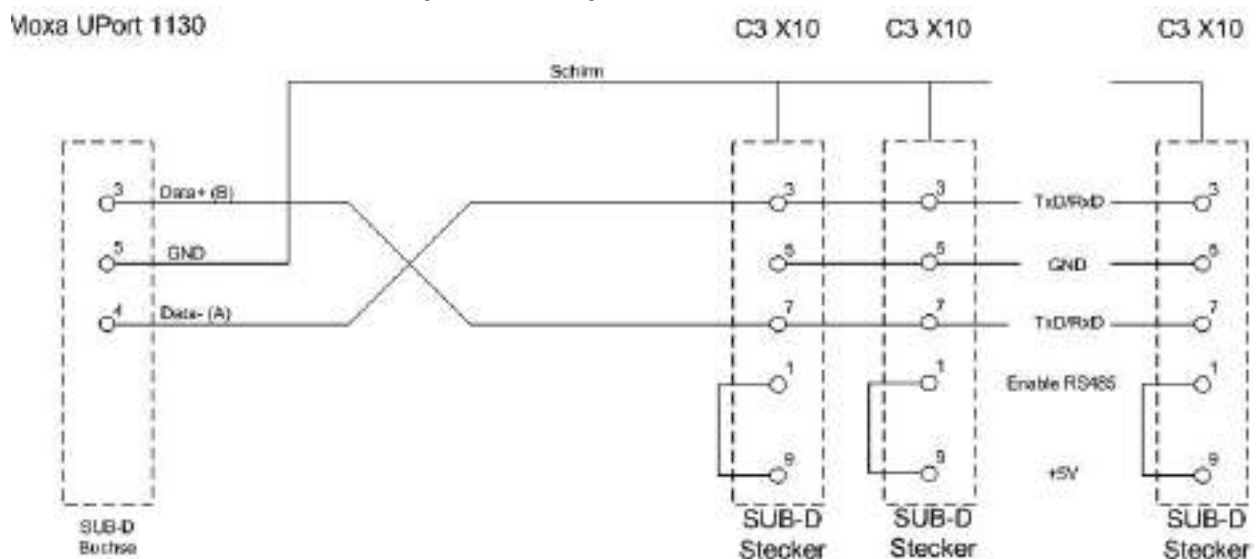 Moxa UPort 1130
C3 X10
C3 X10
C3 X10
Schirm
3
Data+ (B)
3
3
TxD/RxD
3
5
GND
5
5
GND
5
4
Data- (A)
7
7
TxD/RxD
7
1
1
Enable RS485
1
9
9
+5V
9
SUB-D
Buchse
SUB-D
Stecker
SUB-D
Stecker
SUB-D
Stecker